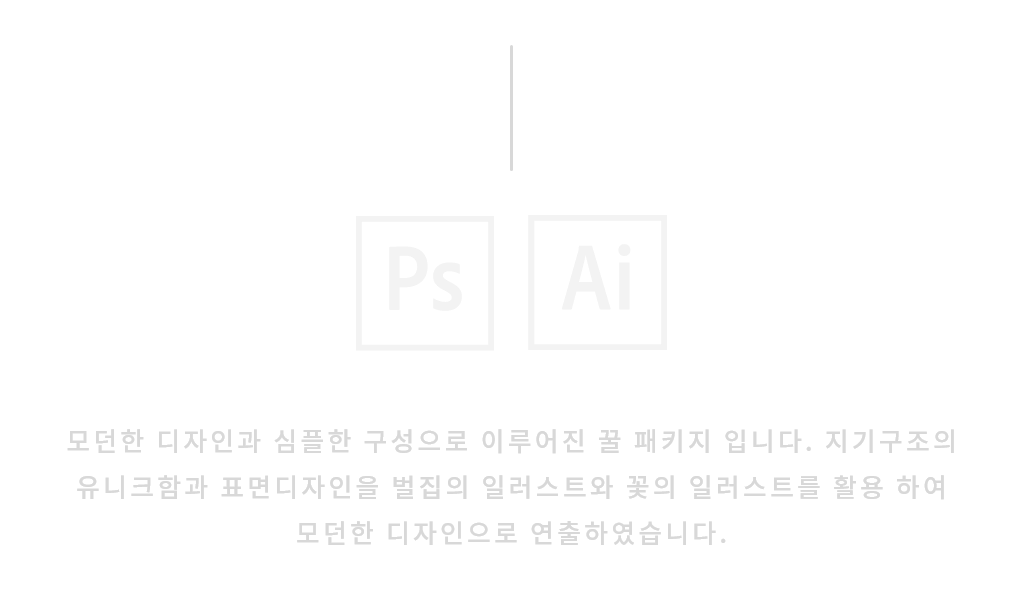 Ps Ai
모던한 디자인과 심플한 구성으로 이루어진 꿀 패키지 입니다. 지기구조의
유니크함과 표면디자인을 벌집의 일러스트와 꽃의 일러스트를 활용 하여
모던한 디자인으로 연출하였습니다.